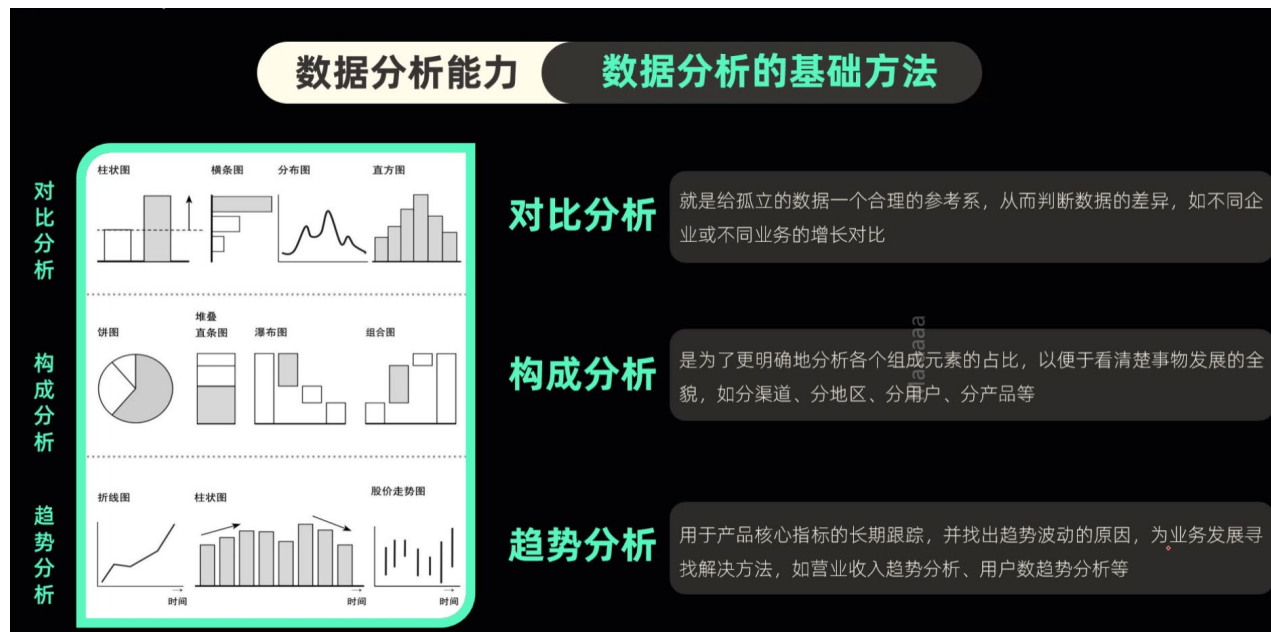 数据分析能力 数据分析的基础方法
对比分析
柱状图 横条图 分布图 直方图
对比分析
就是给孤立的数据一个合理的参考系，从而判断数据的差异，如不同企
业或不同业务的增长对比
构成分析
饼图 堆叠
直条图 瀑布图 组合图
构成分析
是为了更明确地分析各个组成元素的占比，以便于看清楚事物发展的全
貌，如分渠道、分地区、分用户、分产品等
趋势分析
折线图 柱状图 股价走势图
时间 时间 时间
趋势分析
用于产品核心指标的长期跟踪，并找出趋势波动的原因，为业务发展寻
找解决方法，如营业收入趋势分析、用户数趋势分析等